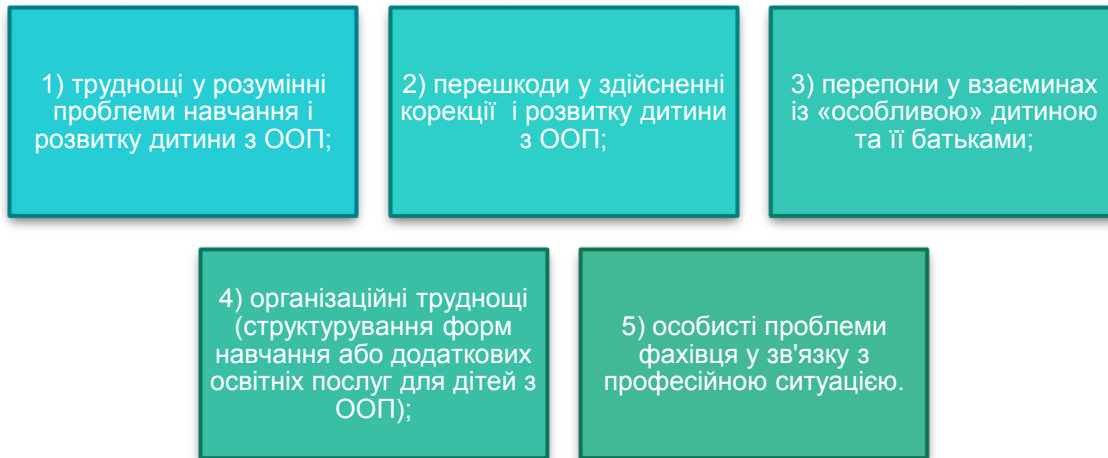 1) труднощі у розумінні
проблеми навчання і
розвитку дитини з ООП;
2) перешкоди у здійсненні
корекції і розвитку дитини
з ООП;
3) перепони у взаєминах
із «особливою» дитиною
та її батьками;
4) організаційні труднощі
(структурування форм
навчання або додаткових
освітніх послуг для дітей з
ООП);
5) особисті проблеми
фахівця у зв'язку з
професійною ситуацією.